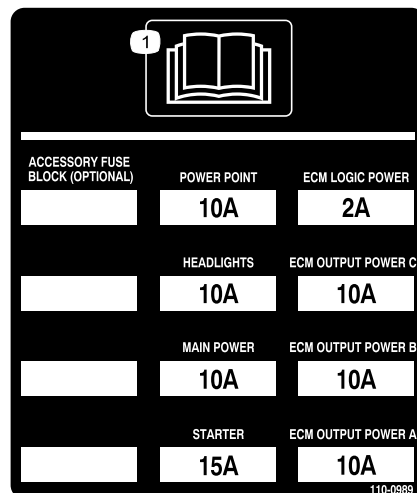 1
ACCESSORY FUSE
BLOCK (OPTIONAL)
POWER POINT
ECM LOGIC POWER
10A
2A
HEADLIGHTS
ECM OUTPUT POWER C
10A
10A
MAIN POWER
ECM OUTPUT POWER B
10A
10A
STARTER
ECM OUTPUT POWER A
15A
10A
110-0989